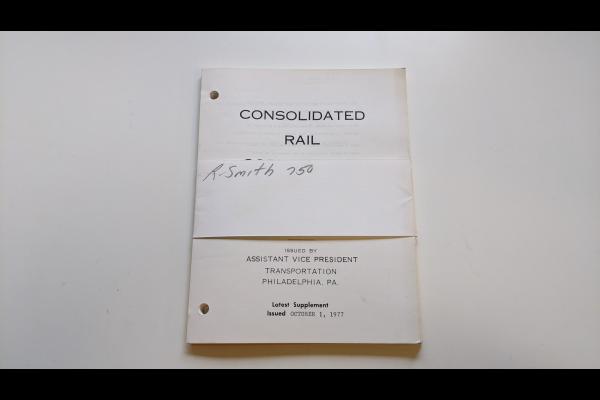 CONSOLIDATED
RAIL
R. Smith 750
ISSUED BY
ASSISTANT VICE PRESIDENT
TRANSPORTATION
PHILADELPHIA, PA.
Latest Supplement
Issued OCTOBER 1, 1977